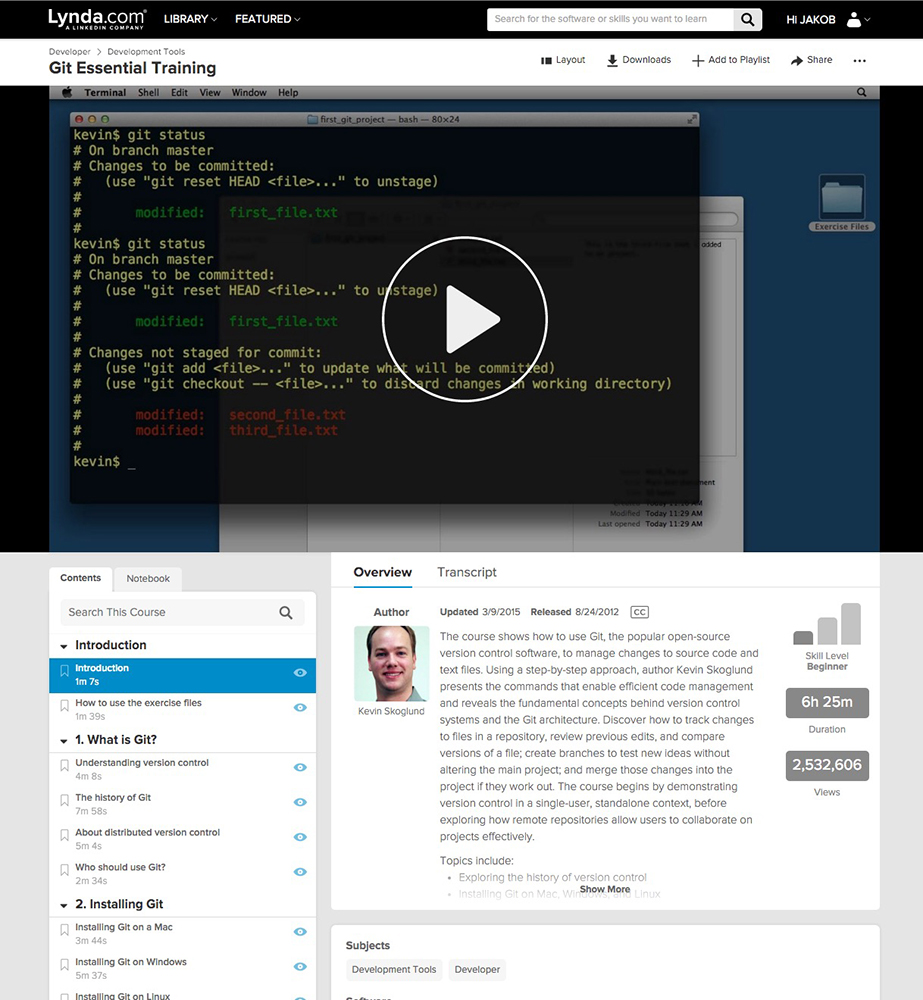 Lynda.com®
A LINKEDIN COMPANY
LIBRARY
FEATURED
Search for the software or skills you want to learn
HI JAKOB
Developer > Development Tools
Git Essential Training
Layout
Downloads
Add to Playlist
Share
Terminal Shell Edit View Window Help
first_git_project — bash — 80×24
kevin$ git status
# On branch master
# Changes to be committed:
#   (use "git reset HEAD <file>..." to unstage)
#
#       modified:   first_file.txt
#
kevin$ git status
# On branch master
# Changes to be committed:
#   (use "git reset HEAD <file>..." to unstage)
#
#       modified:   first_file.txt
#
# Changes not staged for commit:
#   (use "git add <file>..." to update what will be committed)
#   (use "git checkout -- <file>..." to discard changes in working directory)
#
#       modified:   second_file.txt
#       modified:   third_file.txt
#
kevin$ _
Exercise Files
added
Modified Today 11:29 AM
Last opened Today 11:29 AM
Contents
Notebook
Search This Course
Introduction
Introduction
1m 7s
How to use the exercise files
1m 39s
1. What is Git?
Understanding version control
4m 8s
The history of Git
7m 58s
About distributed version control
5m 4s
Who should use Git?
2m 34s
2. Installing Git
Installing Git on a Mac
3m 44s
Installing Git on Windows
5m 37s
Installing Git on Linux
Overview
Transcript
Author
Kevin Skoglund
Updated 3/9/2015 Released 8/24/2012 CC
The course shows how to use Git, the popular open-source
version control software, to manage changes to source code and
text files. Using a step-by-step approach, author Kevin Skoglund
presents the commands that enable efficient code management
and reveals the fundamental concepts behind version control
systems and the Git architecture. Discover how to track changes
to files in a repository, review previous edits, and compare
versions of a file; create branches to test new ideas without
altering the main project; and merge those changes into the
project if they work out. The course begins by demonstrating
version control in a single-user, standalone context, before
exploring how remote repositories allow users to collaborate on
projects effectively.
Topics include:
• Exploring the history of version control
• Installing Git on Mac, Windows, and Linux
Show More
Skill Level
Beginner
6h 25m
Duration
2,532,606
Views
Subjects
Development Tools
Developer
Software